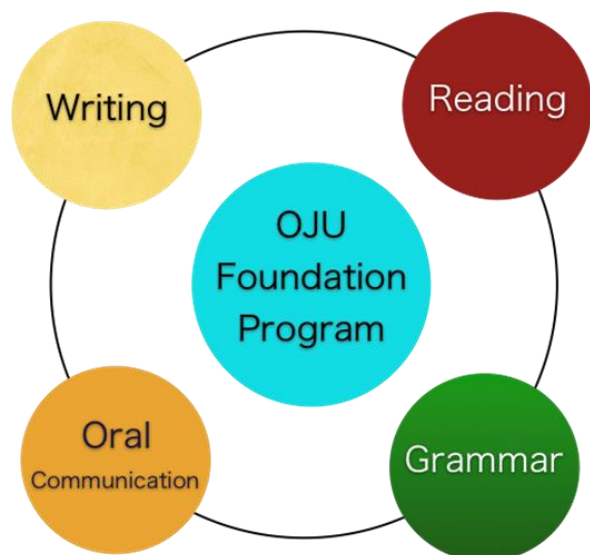 Writing
Reading
OJU
Foundation
Program
Oral
Communication
Grammar